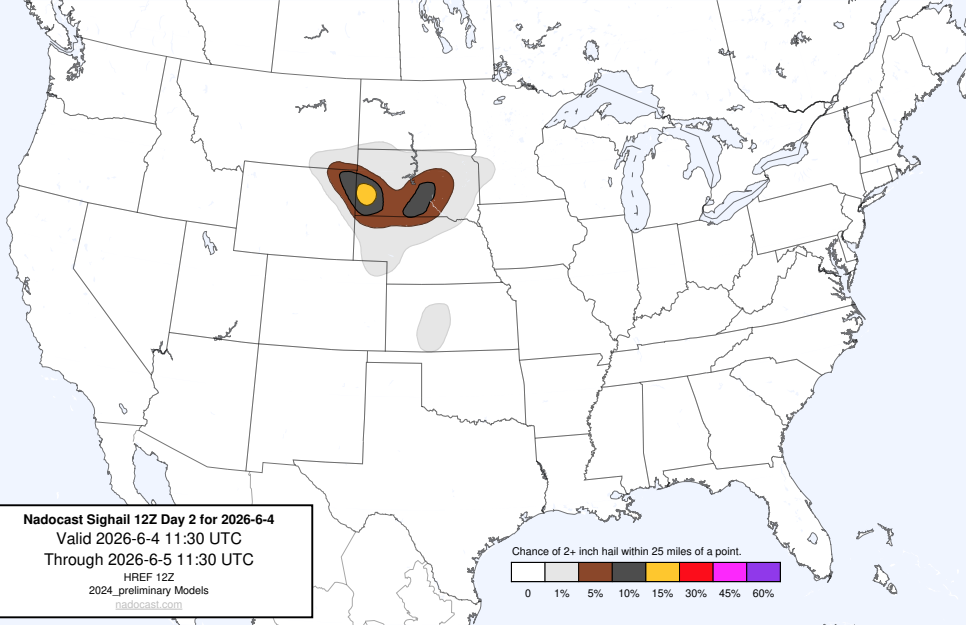 Nadocast Sighail 12Z Day 2 for 2026-6-4
Valid 2026-6-4 11:30 UTC
Through 2026-6-5 11:30 UTC
HREF 12Z
2024_preliminary Models
nadocast.com
Chance of 2+ inch hail within 25 miles of a point.
0 1% 5% 10% 15% 30% 45% 60%